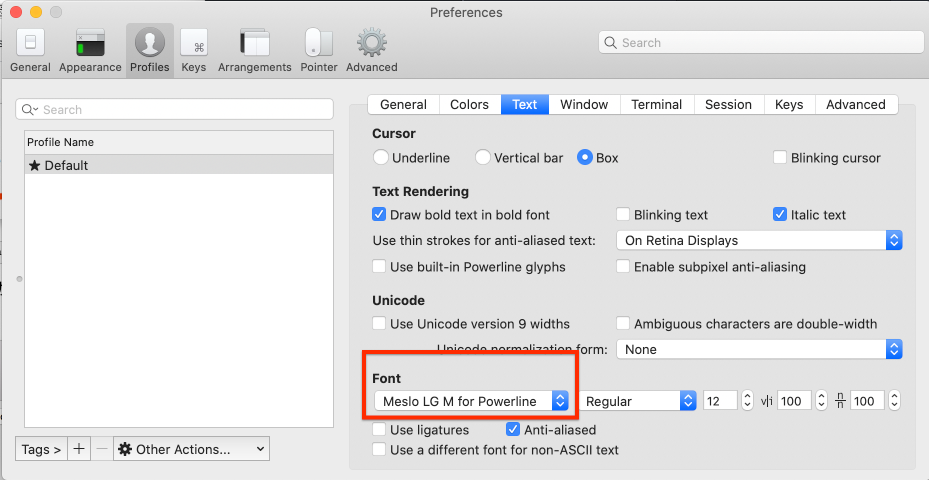 Preferences
General Appearance Profiles Keys Arrangements Pointer Advanced
Search
Search
Profile Name
★ Default
Tags > + − Other Actions...
General Colors Text Window Terminal Session Keys Advanced
Cursor
Underline Vertical bar Box Blinking cursor
Text Rendering
Draw bold text in bold font Blinking text Italic text
Use thin strokes for anti-aliased text: On Retina Displays
Use built-in Powerline glyphs Enable subpixel anti-aliasing
Unicode
Use Unicode version 9 widths Ambiguous characters are double-width
Unicode normalization form: None
Font
Meslo LG M for Powerline Regular 12 v|i 100 n/n 100
Use ligatures Anti-aliased
Use a different font for non-ASCII text